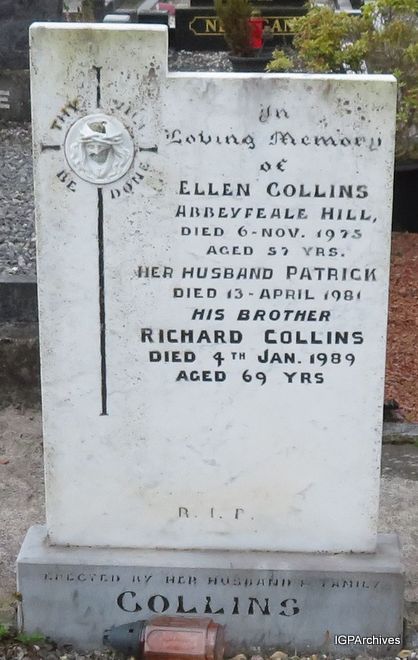 THY WILL
BE DONE
In
Loving Memory
of
ELLEN COLLINS
ABBEYFEALE HILL,
DIED 6-NOV. 1975
AGED 57 YRS.
HER HUSBAND PATRICK
DIED 13-APRIL 1981
HIS BROTHER
RICHARD COLLINS
DIED 4TH JAN. 1989
AGED 69 YRS
R.I.P.
ERECTED BY HER HUSBAND & FAMILY
COLLINS
IGPArchives